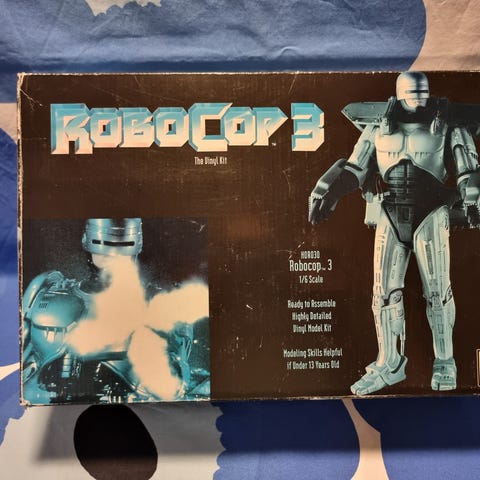 ROBOCOP 3
The Vinyl Kit
HOR030
Robocop™ 3
1/6 Scale
Ready to Assemble
Highly Detailed
Vinyl Model Kit
Modeling Skills Helpful
if Under 13 Years Old